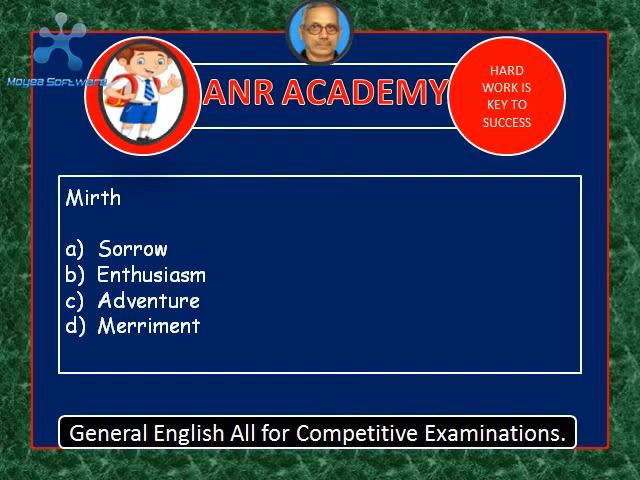 Moyea Software
ANR ACADEMY
HARD
WORK IS
KEY TO
SUCCESS
Mirth
a) Sorrow
b) Enthusiasm
c) Adventure
d) Merriment
General English All for Competitive Examinations.